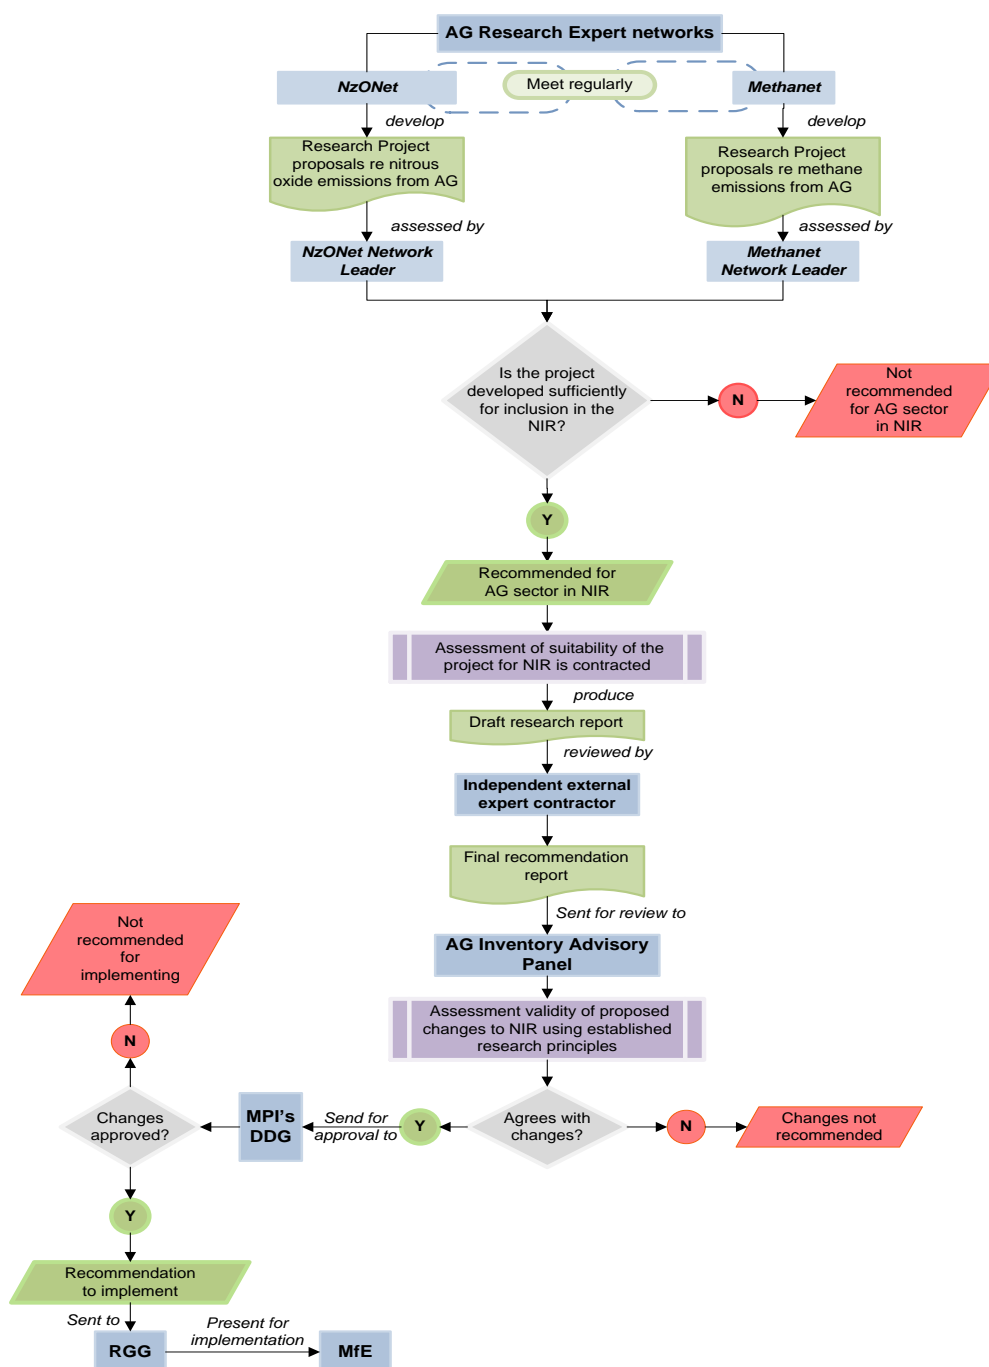 AG Research Expert networks
NzONet
Meet regularly
Methanet
develop
develop
Research Project
proposals re nitrous
oxide emissions from AG
Research Project
proposals re methane
emissions from AG
assessed by
assessed by
NzONet Network
Leader
Methanet
Network Leader
Is the project
developed sufficiently
for inclusion in the
NIR?
N
Not
recommended
for AG sector
in NIR
Y
Recommended for
AG sector in NIR
Assessment of suitability of the
project for NIR is contracted
produce
Draft research report
reviewed by
Independent external
expert contractor
Final recommendation
report
Sent for review to
AG Inventory Advisory
Panel
Assessment validity of proposed
changes to NIR using established
research principles
Agrees with
changes?
N
Changes not
recommended
Y
Send for
approval to
MPI's
DDG
Changes
approved?
N
Not
recommended
for
implementing
Y
Recommendation
to implement
Sent to
RGG
Present for
implementation
MfE